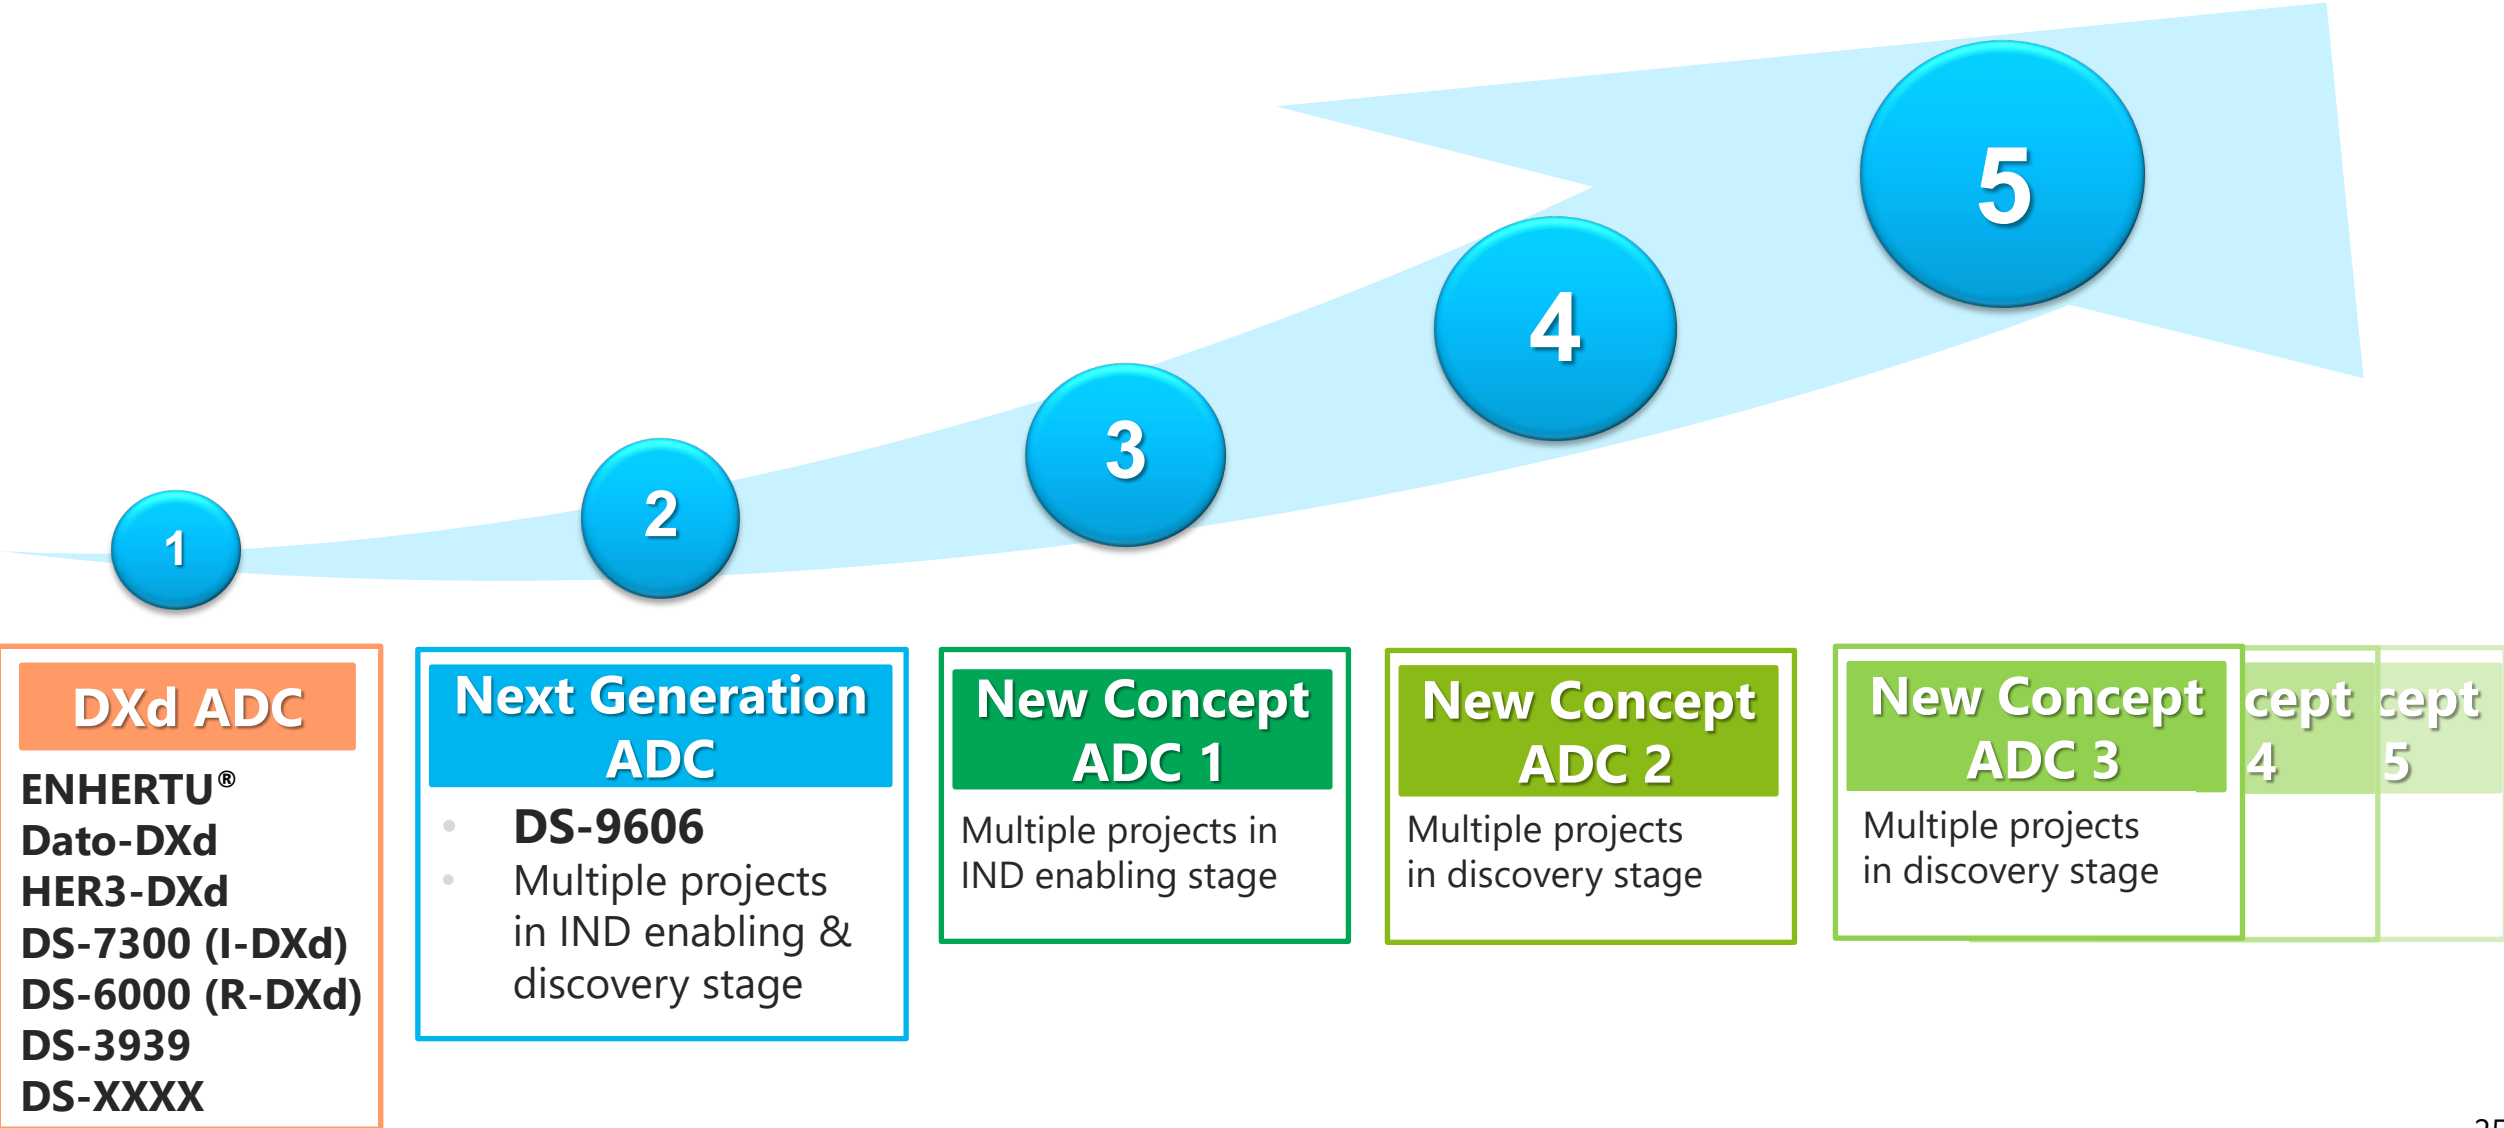 5
4
3
2
1
DXd ADC
ENHERTU®
Dato-DXd
HER3-DXd
DS-7300 (I-DXd)
DS-6000 (R-DXd)
DS-3939
DS-XXXX
Next Generation
ADC
• DS-9606
• Multiple projects
in IND enabling &
discovery stage
New Concept
ADC 1
Multiple projects in
IND enabling stage
New Concept
ADC 2
Multiple projects
in discovery stage
New Concept
ADC 3
Multiple projects
in discovery stage
cept
4
cept
5